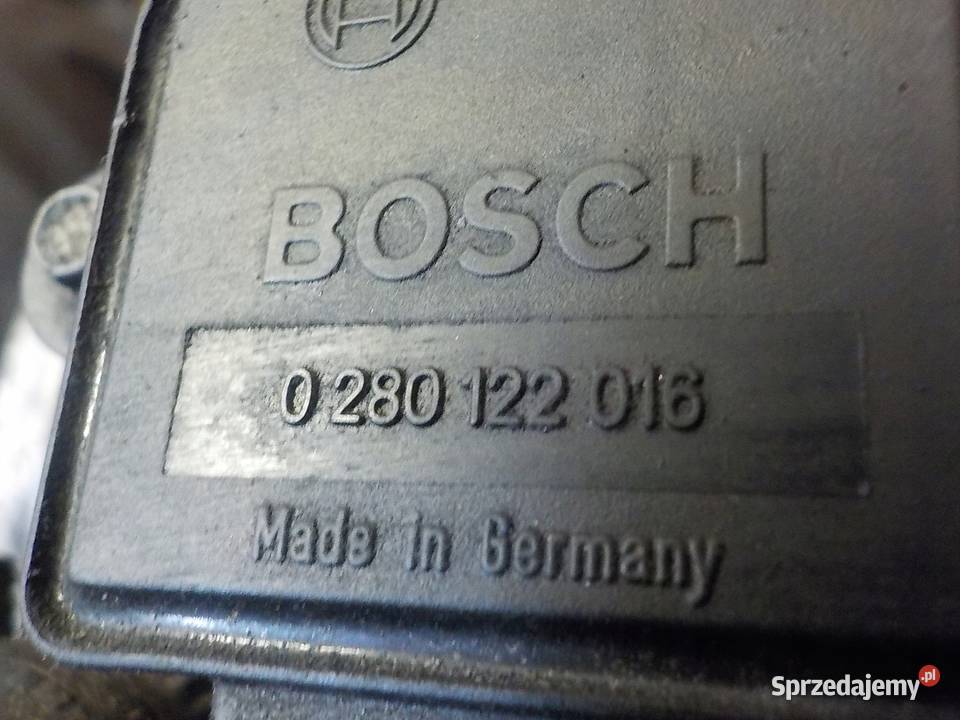 BOSCH
0 280 122 016
Made in Germany
Sprzedajemy.pl